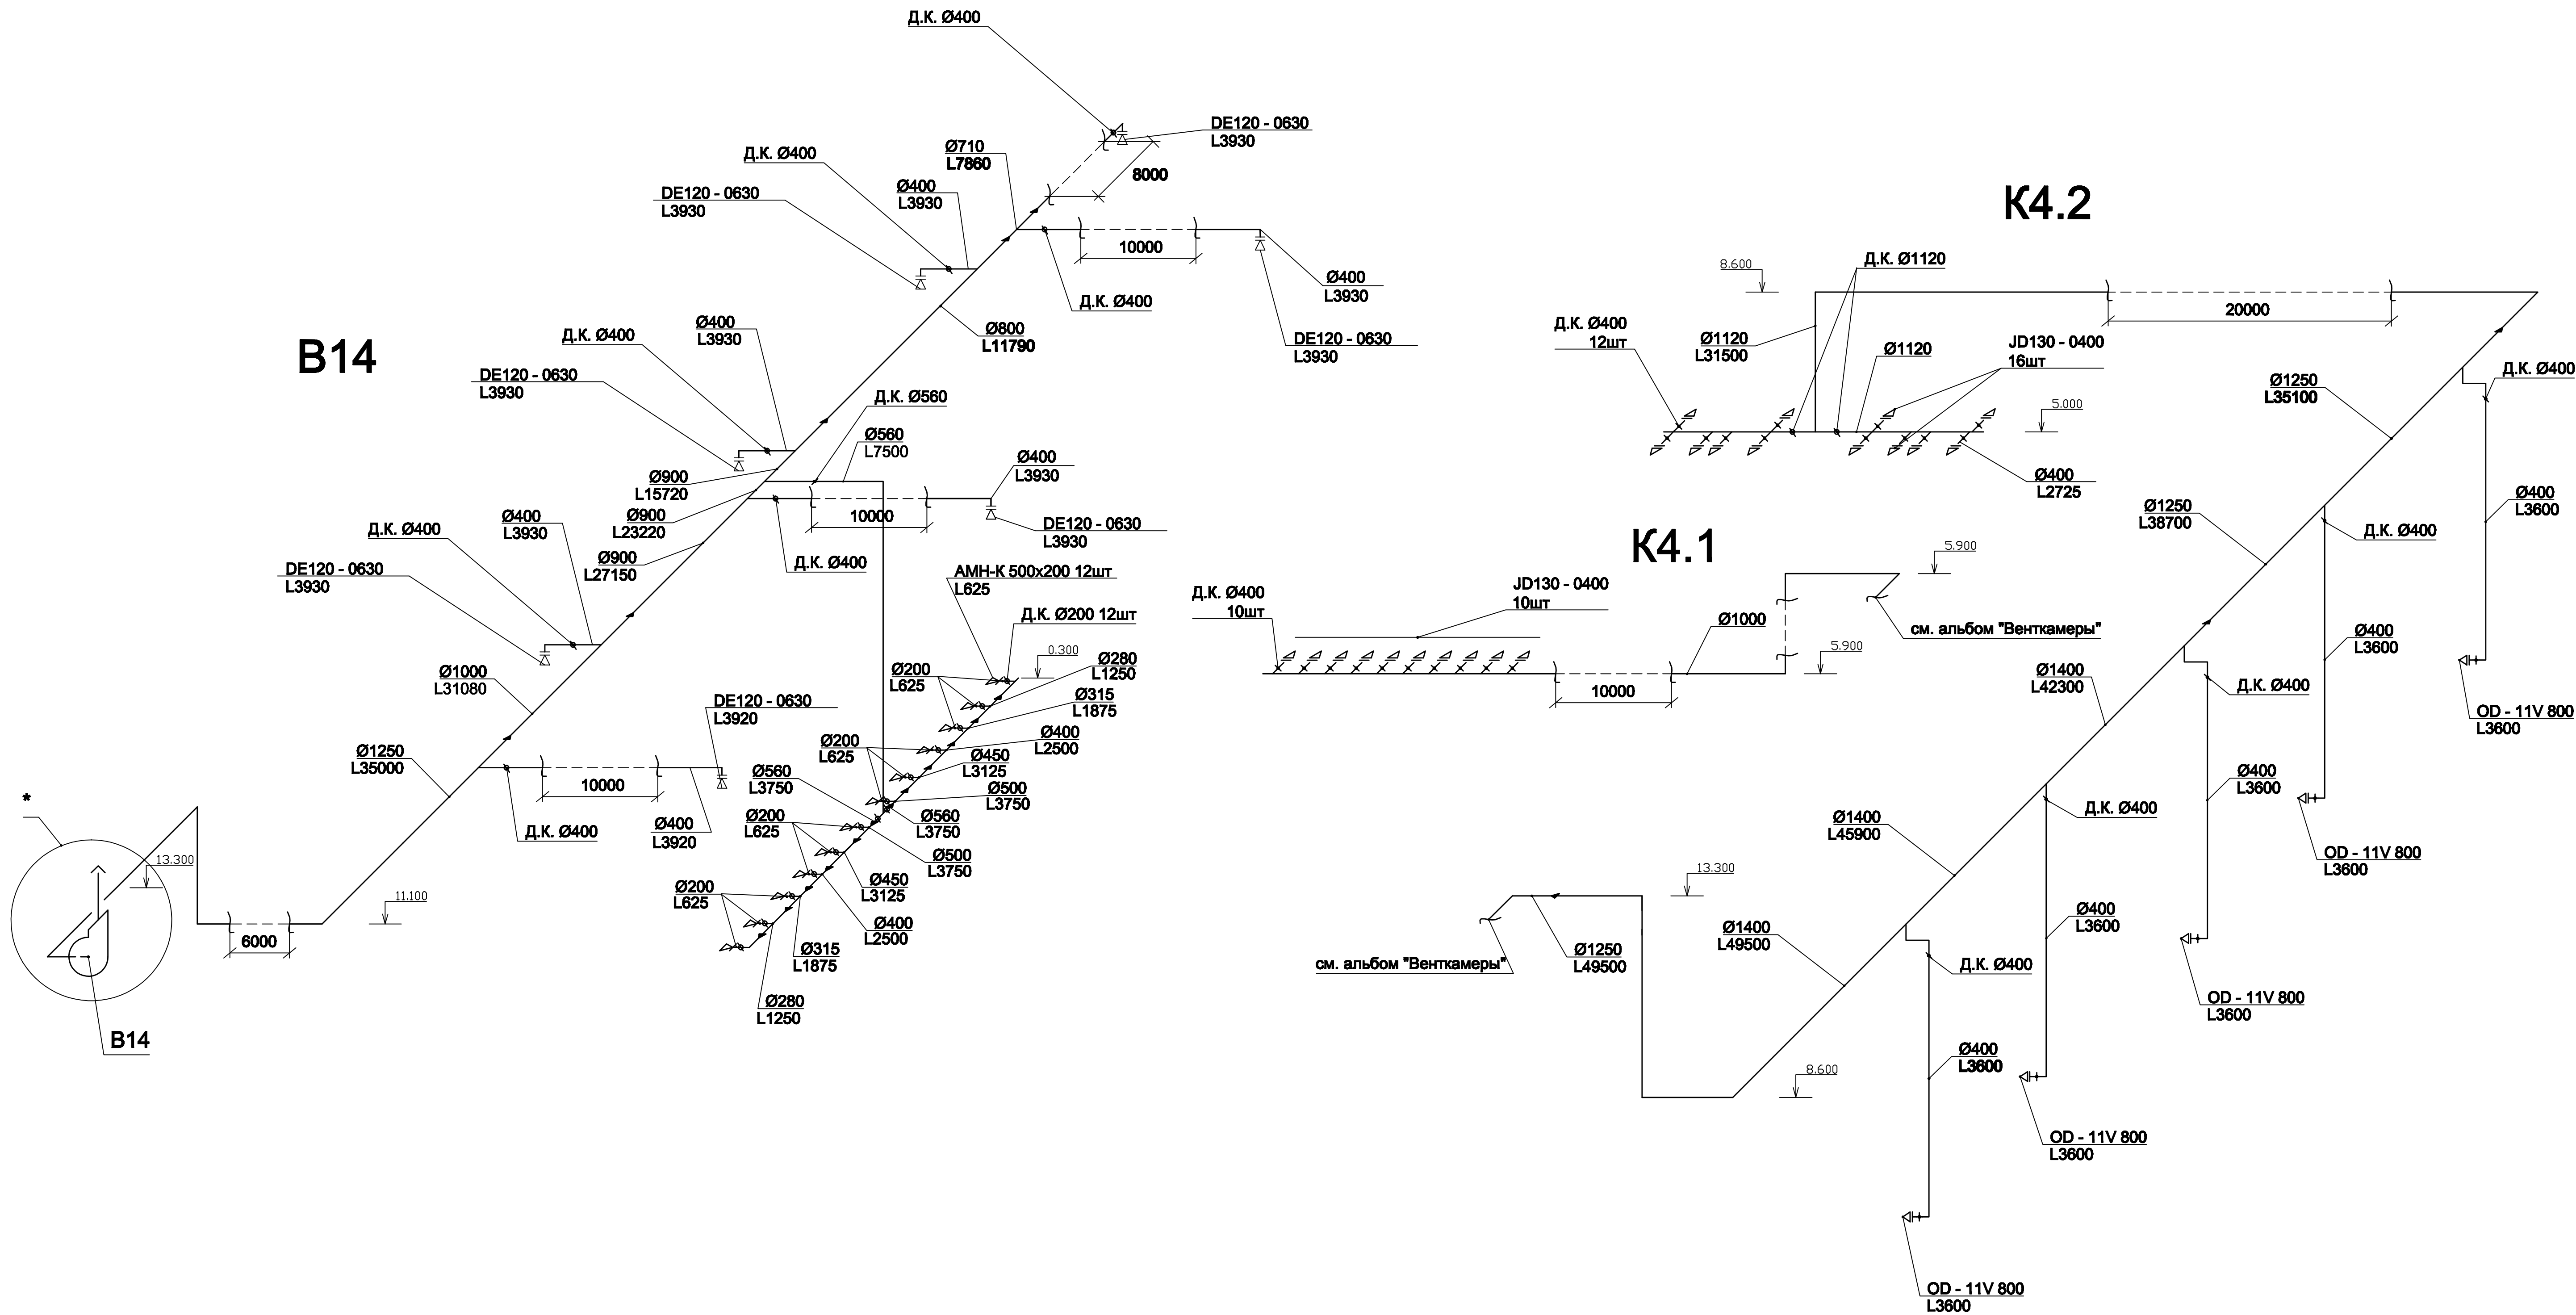 В14
Д.К. Ø400
DE120 - 0630
L3930
8000
Ø710
L7860
Д.К. Ø400
Ø400
L3930
DE120 - 0630
L3930
10000
Д.К. Ø400
Ø400
L3930
DE120 - 0630
L3930
Ø800
L11790
Д.К. Ø400
Ø400
L3930
DE120 - 0630
L3930
Д.К. Ø560
Ø560
L7500
Ø900
L15720
Ø900
L23220
Ø900
L27150
10000
Ø400
L3930
DE120 - 0630
L3930
Д.К. Ø400
Д.К. Ø400
Ø400
L3930
DE120 - 0630
L3930
АМН-К 500х200 12шт
L625
Д.К. Ø200 12шт
0.300
Ø200
L625
Ø280
L1250
Ø315
L1875
Ø400
L2500
Ø200
L625
Ø450
L3125
Ø500
L3750
Ø560
L3750
Ø560
L3750
Ø200
L625
Ø500
L3750
Ø450
L3125
Ø200
L625
Ø400
L2500
Ø315
L1875
Ø280
L1250
Ø1000
L31080
DE120 - 0630
L3920
10000
Ø400
L3920
Д.К. Ø400
Ø1250
L35000
*
13.300
11.100
6000
В14
К4.2
8.600
Д.К. Ø1120
20000
Д.К. Ø400
12шт
Ø1120
L31500
Ø1120
JD130 - 0400
16шт
5.000
Ø400
L2725
Ø1250
L35100
Д.К. Ø400
Ø400
L3600
OD - 11V 800
L3600
Ø1250
L38700
Д.К. Ø400
Ø400
L3600
OD - 11V 800
L3600
Ø1400
L42300
Д.К. Ø400
Ø400
L3600
OD - 11V 800
L3600
Ø1400
L45900
Д.К. Ø400
Ø400
L3600
OD - 11V 800
L3600
Ø1400
L49500
Д.К. Ø400
Ø400
L3600
OD - 11V 800
L3600
13.300
Ø1250
L49500
см. альбом "Венткамеры"
8.600
К4.1
5.900
см. альбом "Венткамеры"
5.900
Д.К. Ø400
10шт
JD130 - 0400
10шт
Ø1000
10000